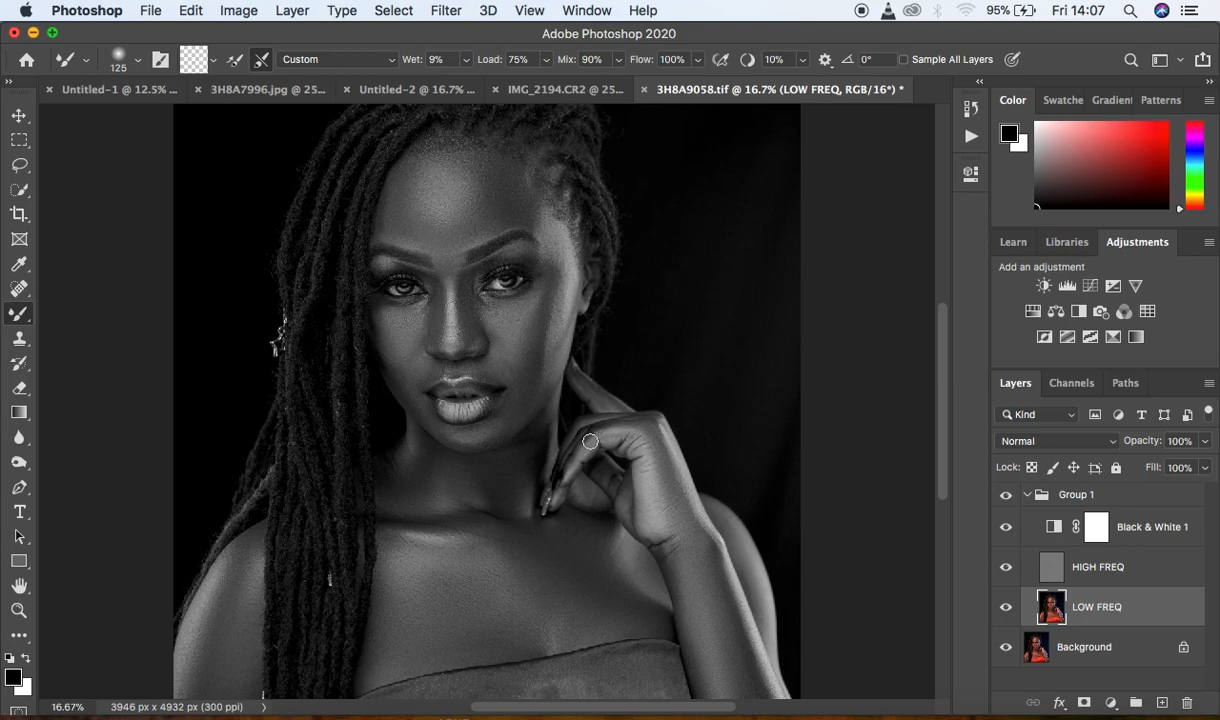 Photoshop File Edit Image Layer Type Select Filter 3D View Window Help 95% Fri 14:07
Adobe Photoshop 2020
125 Custom Wet: 9% Load: 75% Mix: 90% Flow: 100% 10% 0° Sample All Layers
Untitled-1 @ 12.5% ... Untitled-2 @ 16.7% ... 3H8A7996.jpg @ 25... IMG_2194.CR2 @ 25... 3H8A9058.tif @ 16.7% (LOW FREQ, RGB/16*) *
Color Swatche Gradient Patterns
Learn Libraries Adjustments
Add an adjustment
Layers Channels Paths
Kind
Normal Opacity: 100%
Lock: Fill: 100%
Group 1
Black & White 1
HIGH FREQ
LOW FREQ
Background
16.67% 3946 px x 4932 px (300 ppi)